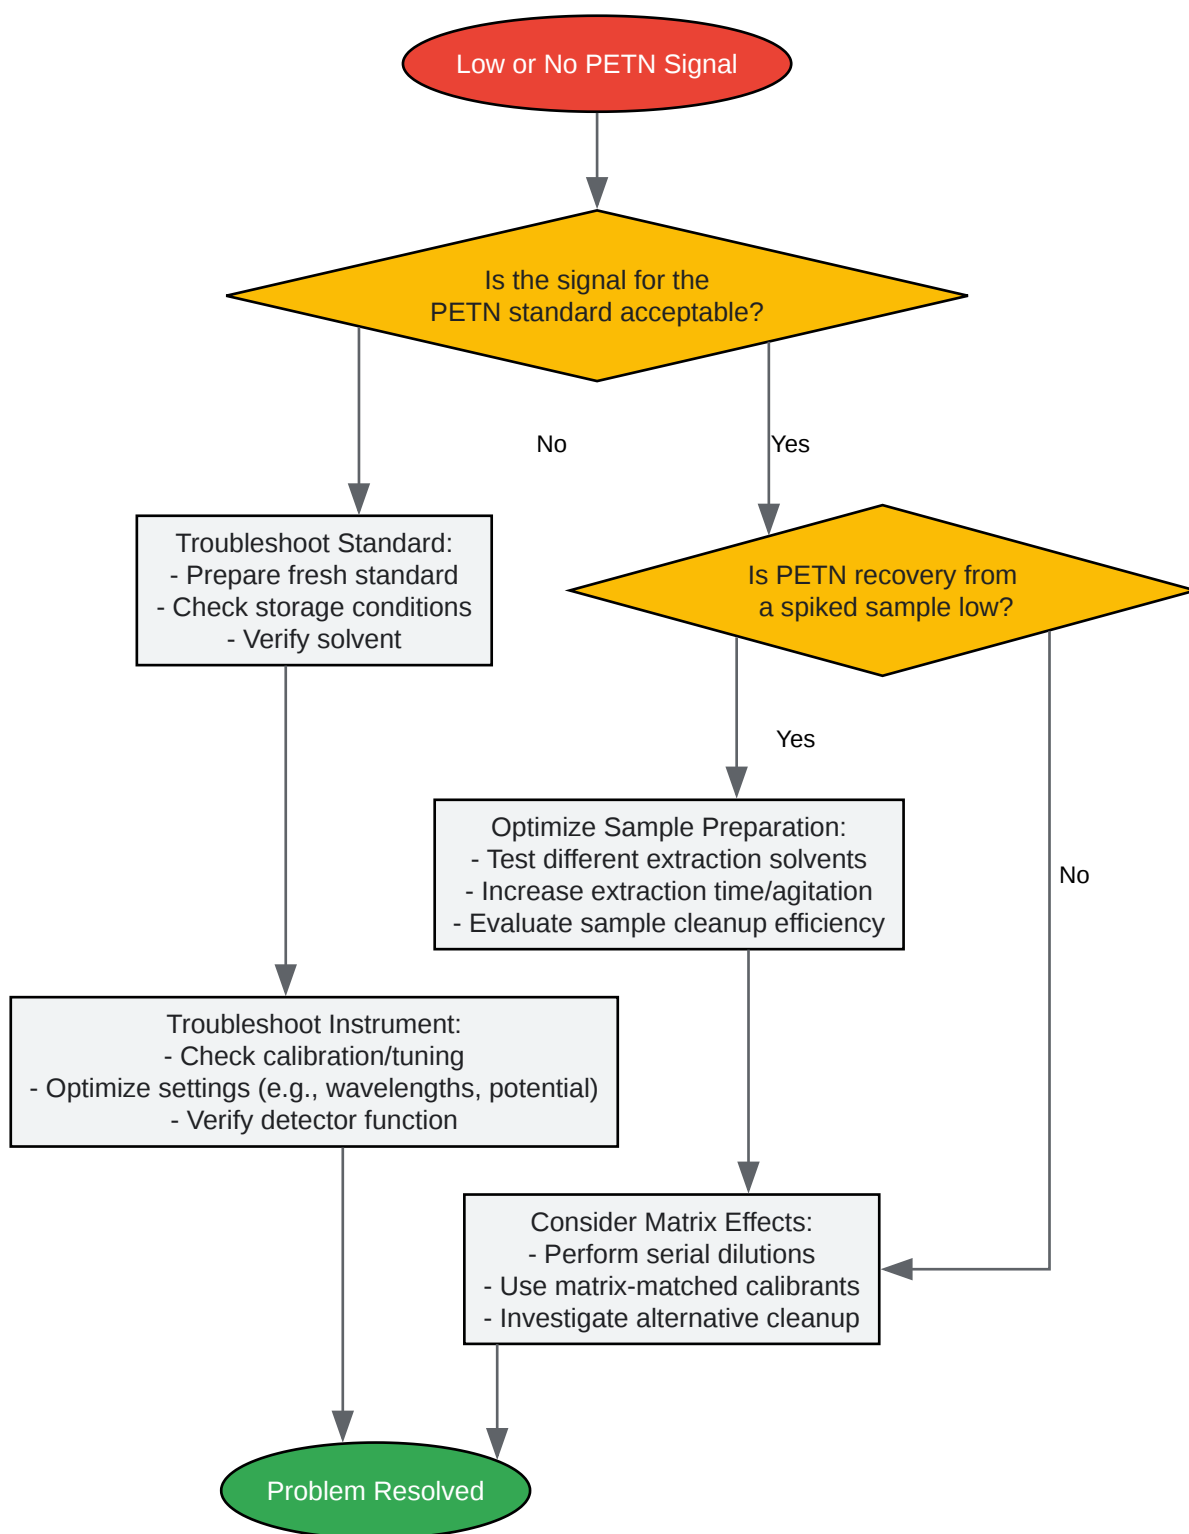 Low or No PETN Signal
Is the signal for the
PETN standard acceptable?
No
Yes
Troubleshoot Standard:
- Prepare fresh standard
- Check storage conditions
- Verify solvent
Is PETN recovery from
a spiked sample low?
Yes
No
Optimize Sample Preparation:
- Test different extraction solvents
- Increase extraction time/agitation
- Evaluate sample cleanup efficiency
Troubleshoot Instrument:
- Check calibration/tuning
- Optimize settings (e.g., wavelengths, potential)
- Verify detector function
Consider Matrix Effects:
- Perform serial dilutions
- Use matrix-matched calibrants
- Investigate alternative cleanup
Problem Resolved